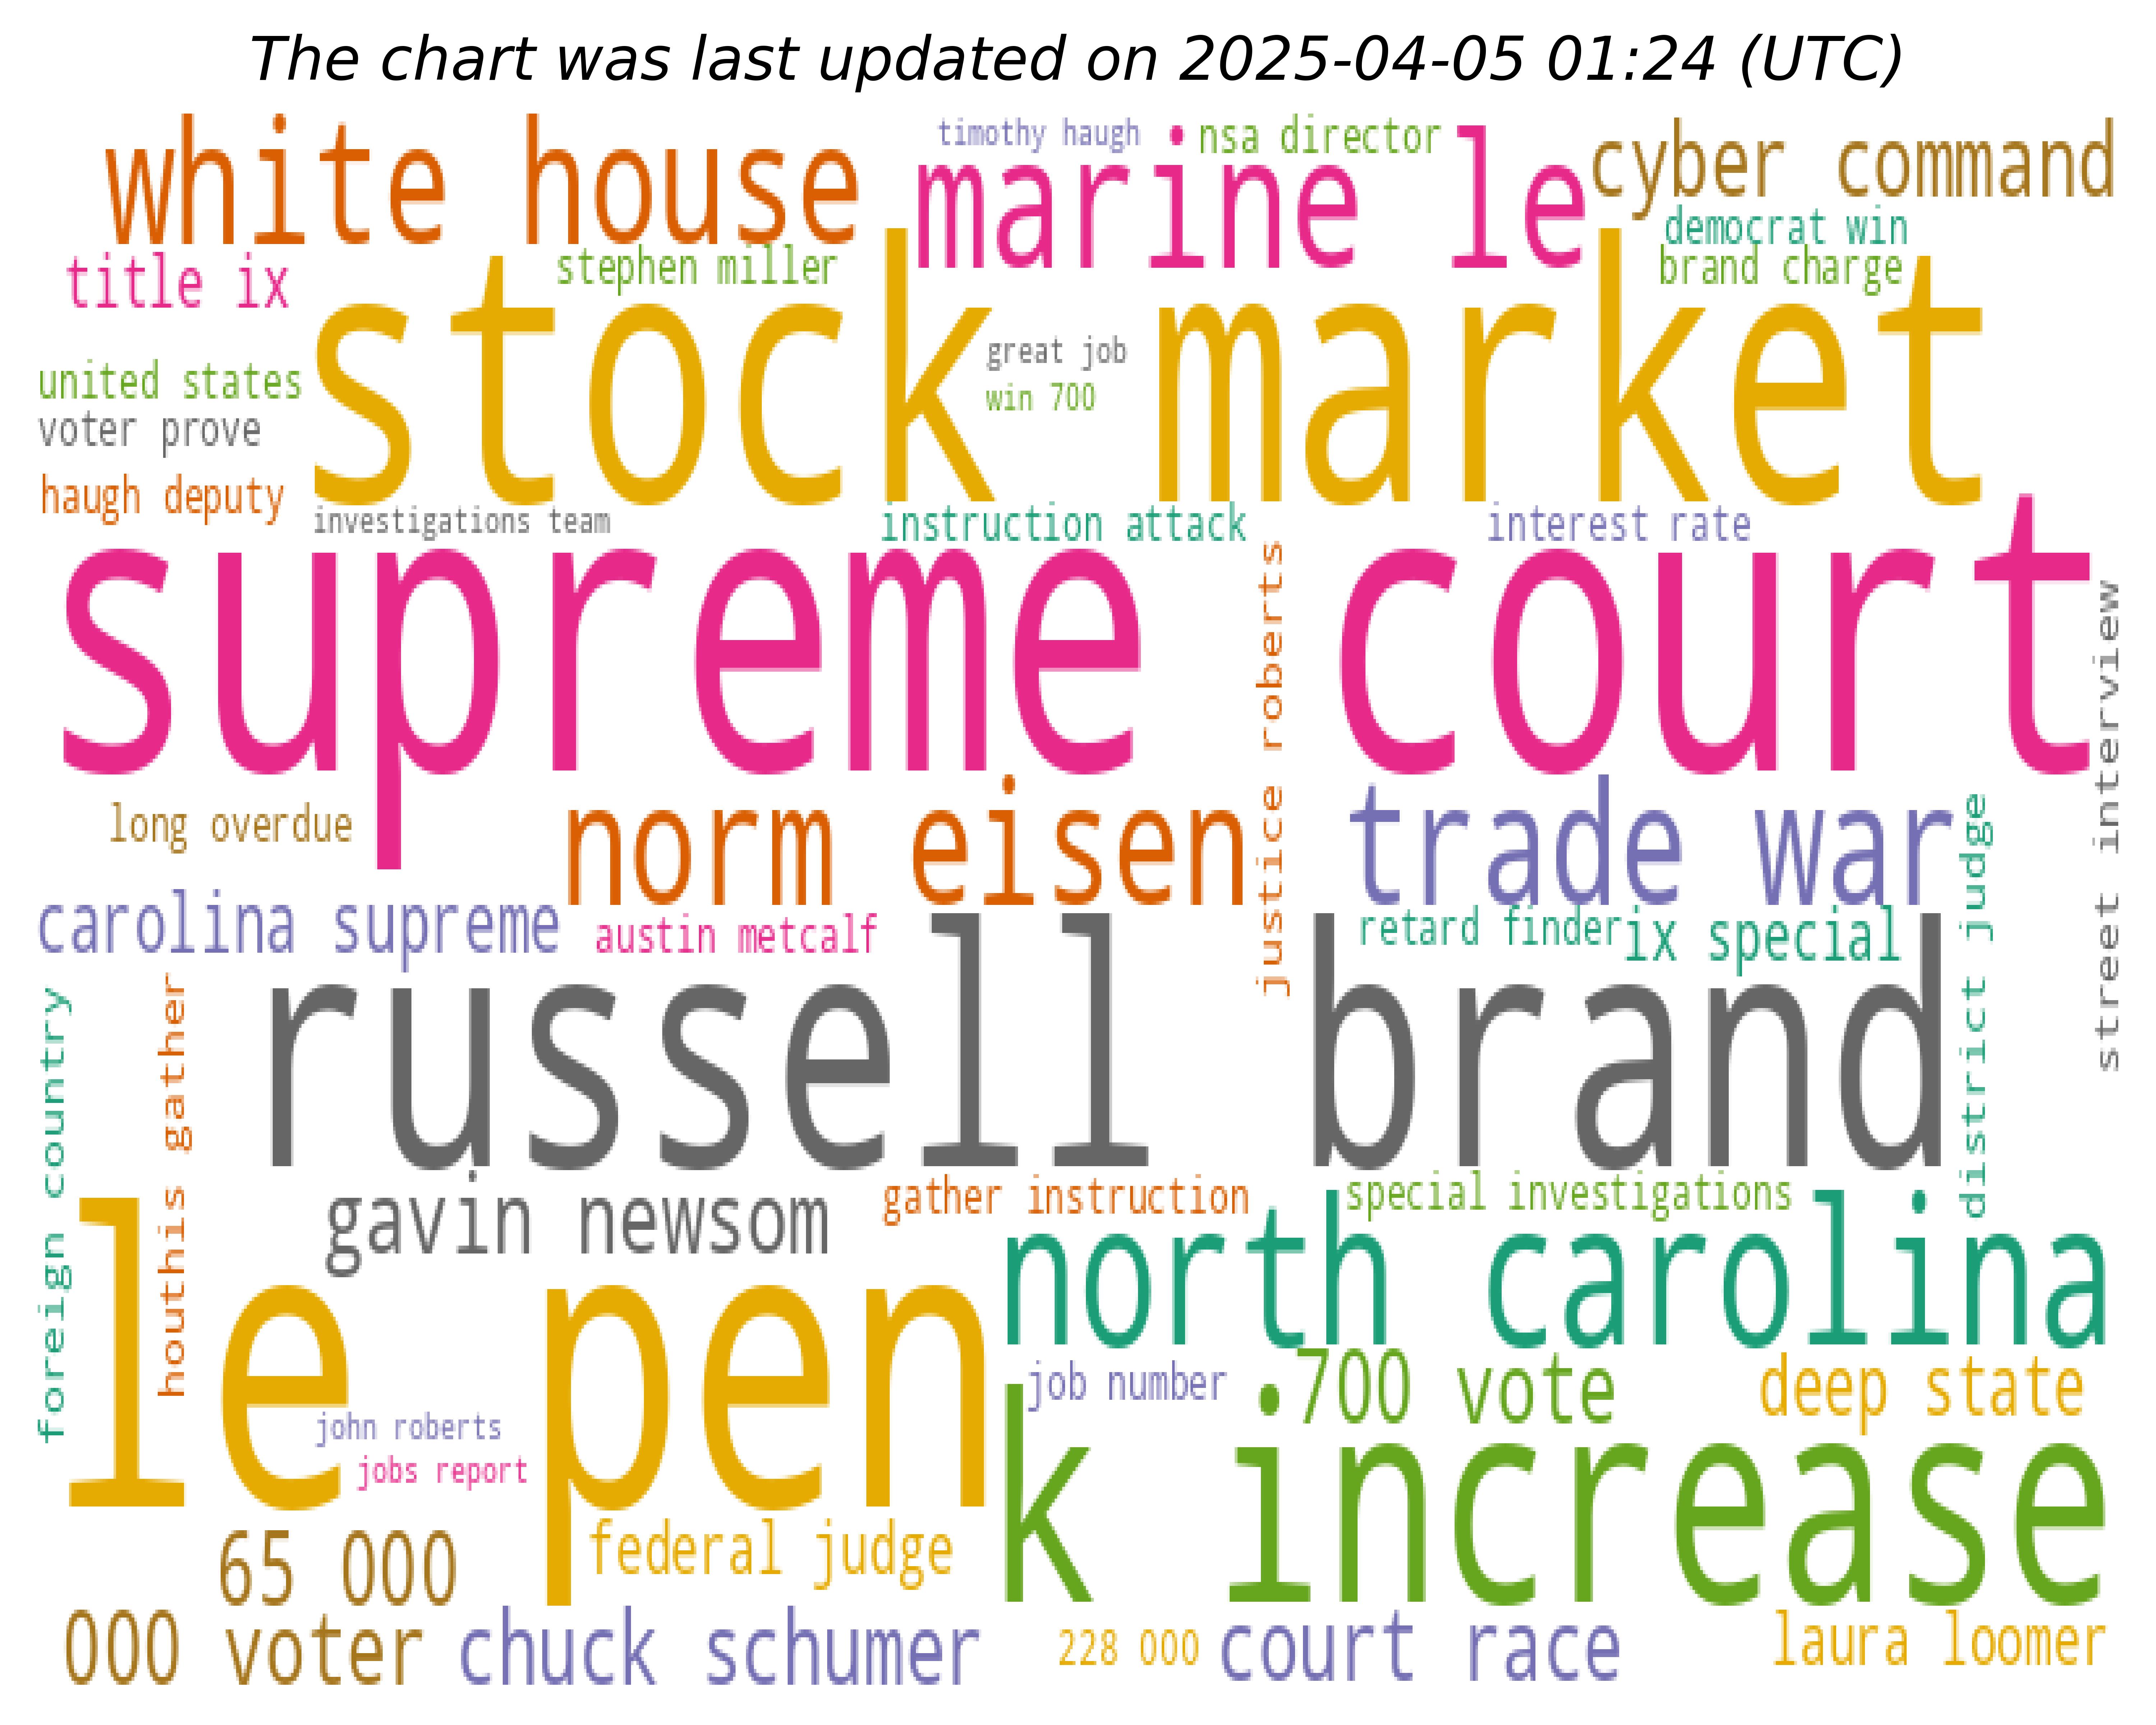 The chart was last updated on 2025-04-05 01:24 (UTC)
white house
timothy haugh
nsa director
marine le
cyber command
democrat win
brand charge
title ix
stephen miller
stock market
great job
win 700
united states
voter prove
haugh deputy
investigations team
instruction attack
interest rate
supreme court
justice roberts
street interview
long overdue
norm eisen
trade war
district judge
carolina supreme
austin metcalf
retard finder
ix special
russell brand
foreign country
houthis gather
gavin newsom
gather instruction
special investigations
north carolina
le pen
job number
700 vote
deep state
john roberts
jobs report
k increase
65 000
federal judge
000 voter
chuck schumer
228 000
court race
laura loomer